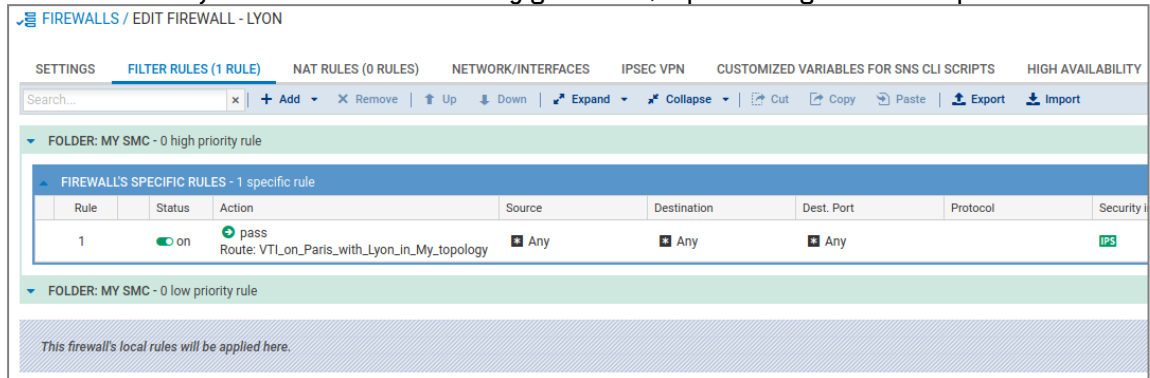 FIREWALLS / EDIT FIREWALL - LYON
SETTINGS FILTER RULES (1 RULE) NAT RULES (0 RULES) NETWORK/INTERFACES IPSEC VPN CUSTOMIZED VARIABLES FOR SNS CLI SCRIPTS HIGH AVAILABILITY
Search... x + Add Remove Up Down Expand Collapse Cut Copy Paste Export Import
FOLDER: MY SMC - 0 high priority rule
FIREWALL'S SPECIFIC RULES - 1 specific rule
Rule Status Action Source Destination Dest. Port Protocol Security
1 on pass Any Any Any IPS
Route: VTI_on_Paris_with_Lyon_in_My_topology
FOLDER: MY SMC - 0 low priority rule
This firewall's local rules will be applied here.